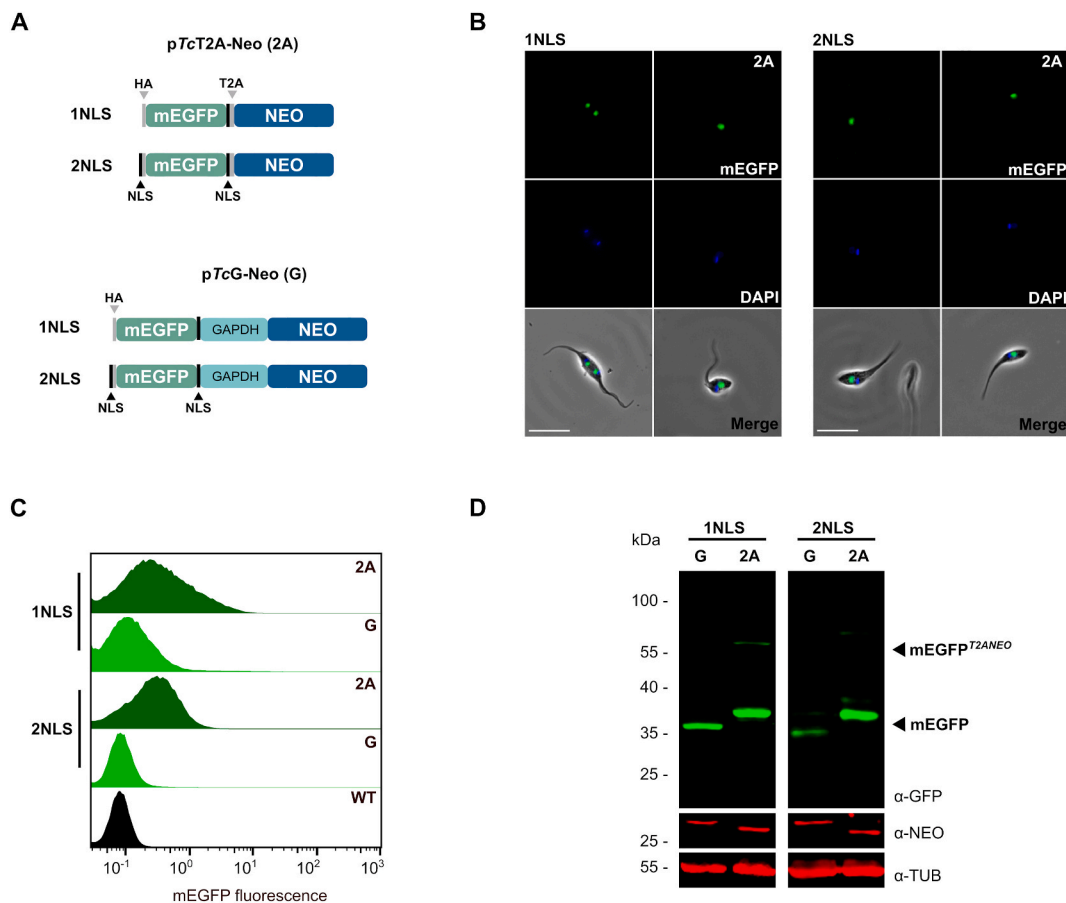 A
pTcT2A-Neo (2A)
HA
T2A
1NLS
mEGFP
NEO
2NLS
mEGFP
NEO
NLS
NLS
pTcG-Neo (G)
HA
1NLS
mEGFP
GAPDH
NEO
2NLS
mEGFP
GAPDH
NEO
NLS
NLS
B
1NLS
2A
mEGFP
DAPI
Merge
2NLS
2A
mEGFP
DAPI
Merge
C
1NLS
2A
G
2NLS
2A
G
WT
10⁻¹
10⁰
10¹
10²
10³
mEGFP fluorescence
D
kDa
1NLS
2NLS
G
2A
G
2A
100 -
55 -
40 -
35 -
25 -
mEGFPᵀ²ᴬᴺᴱᴼ
mEGFP
α-GFP
25 -
α-NEO
55 -
α-TUB